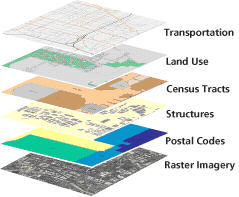 Transportation
Land Use
Census Tracts
Structures
Postal Codes
Raster Imagery